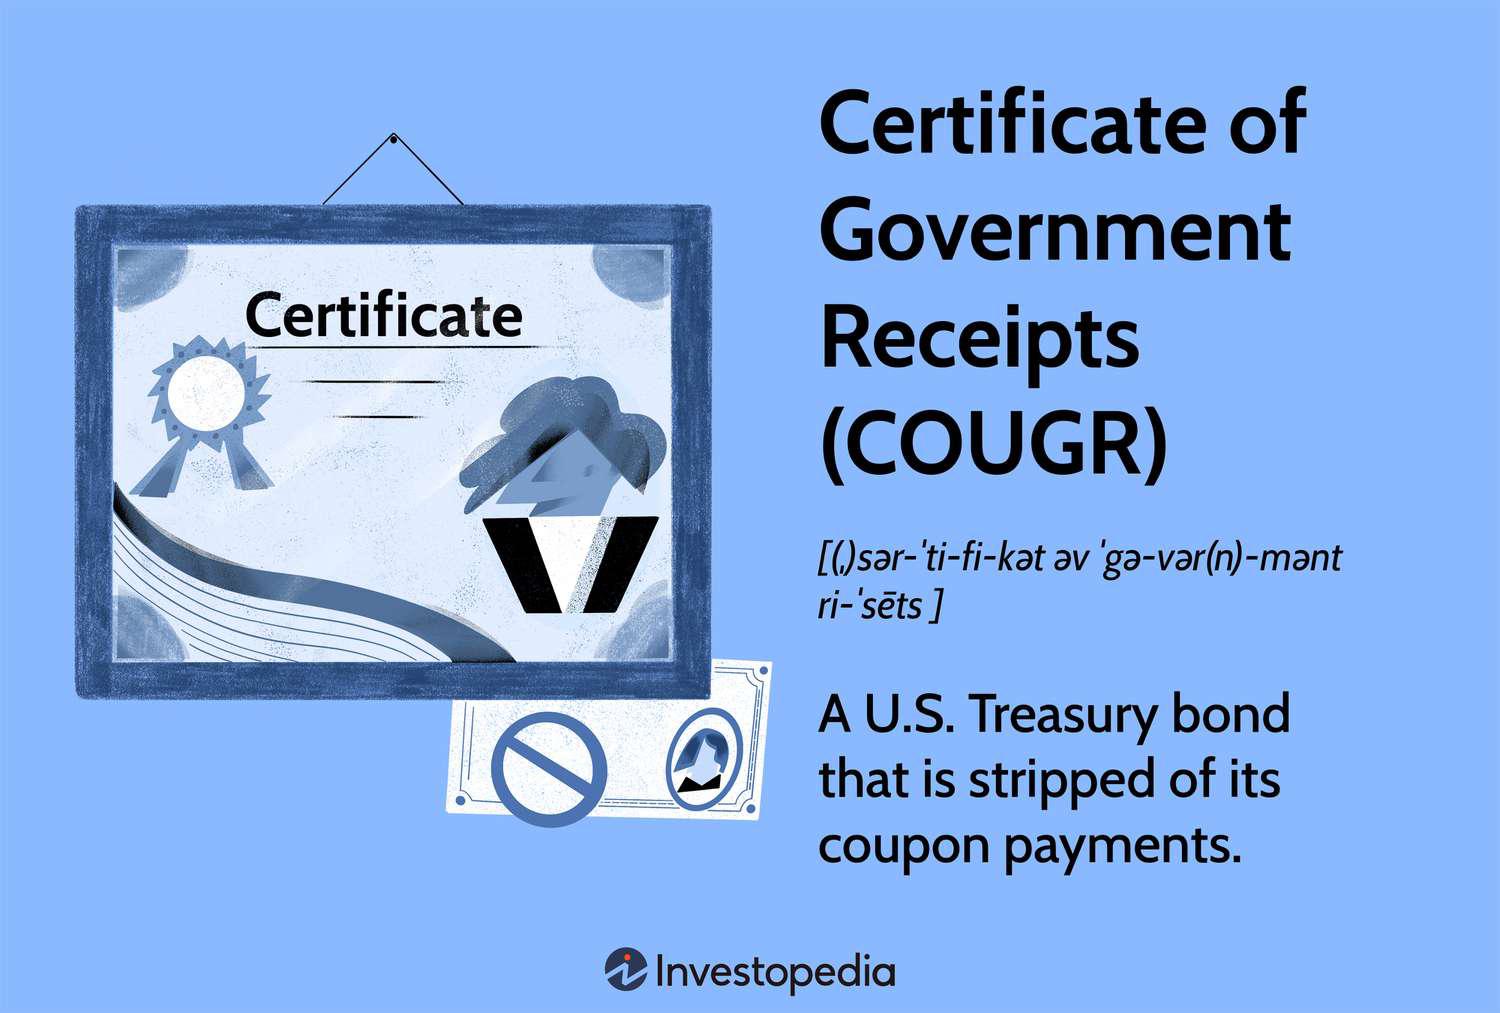 Certificate
Certificate of
Government
Receipts
(COUGR)
[(ˌ)sər-ˈti-fi-kət əv ˈgə-vər(n)-mənt
ri-ˈsēts ]
A U.S. Treasury bond
that is stripped of its
coupon payments.
Investopedia